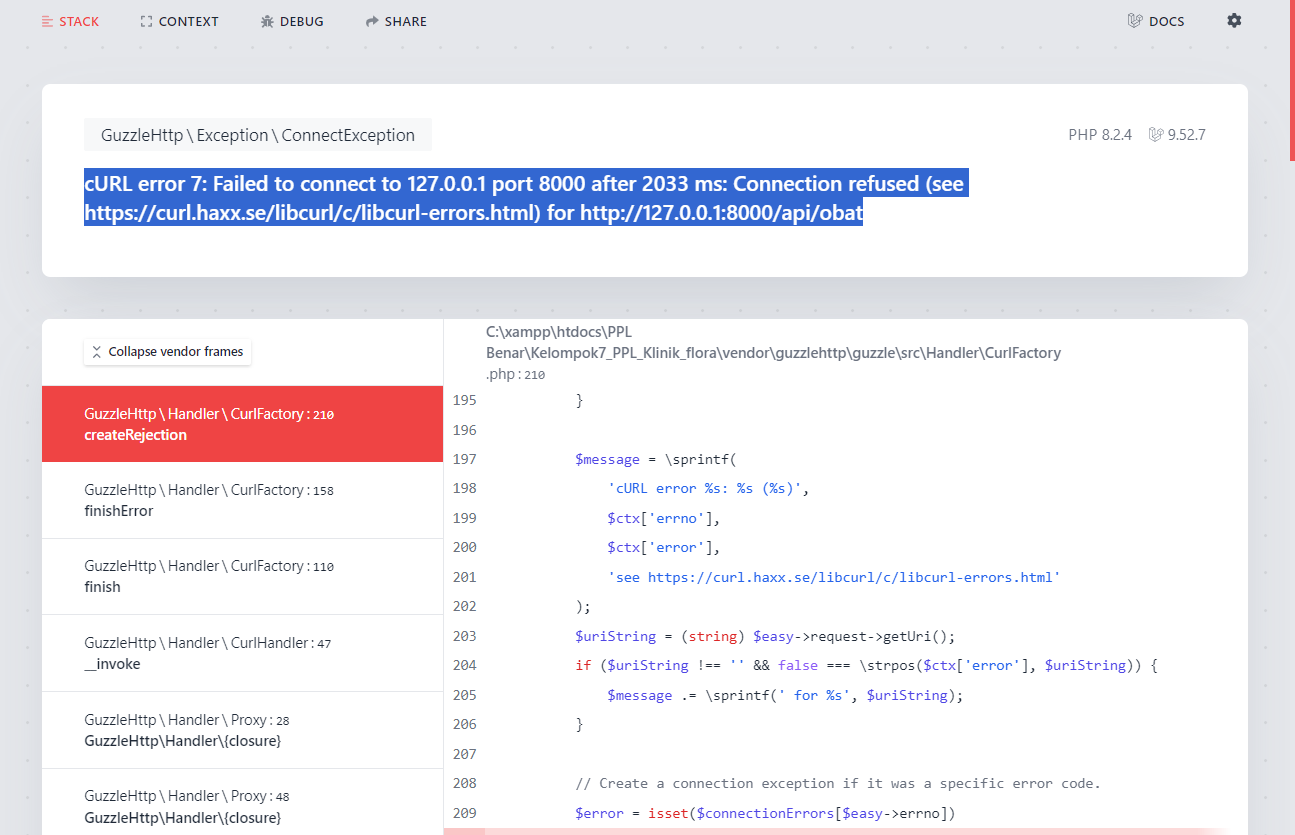 STACK CONTEXT DEBUG SHARE DOCS
GuzzleHttp \ Exception \ ConnectException
PHP 8.2.4 9.52.7
cURL error 7: Failed to connect to 127.0.0.1 port 8000 after 2033 ms: Connection refused (see
https://curl.haxx.se/libcurl/c/libcurl-errors.html) for http://127.0.0.1:8000/api/obat
Collapse vendor frames
GuzzleHttp \ Handler \ CurlFactory : 210
createRejection
GuzzleHttp \ Handler \ CurlFactory : 158
finishError
GuzzleHttp \ Handler \ CurlFactory : 110
finish
GuzzleHttp \ Handler \ CurlHandler : 47
__invoke
GuzzleHttp \ Handler \ Proxy : 28
GuzzleHttp\Handler\{closure}
GuzzleHttp \ Handler \ Proxy : 48
GuzzleHttp\Handler\{closure}
C:\xampp\htdocs\PPL
Benar\Kelompok7_PPL_Klinik_flora\vendor\guzzlehttp\guzzle\src\Handler\CurlFactory
.php : 210
195 }
196
197 $message = \sprintf(
198 'cURL error %s: %s (%s)',
199 $ctx['errno'],
200 $ctx['error'],
201 'see https://curl.haxx.se/libcurl/c/libcurl-errors.html'
202 );
203 $uriString = (string) $easy->request->getUri();
204 if ($uriString !== '' && false === \strpos($ctx['error'], $uriString)) {
205 $message .= \sprintf(' for %s', $uriString);
206 }
207
208 // Create a connection exception if it was a specific error code.
209 $error = isset($connectionErrors[$easy->errno])